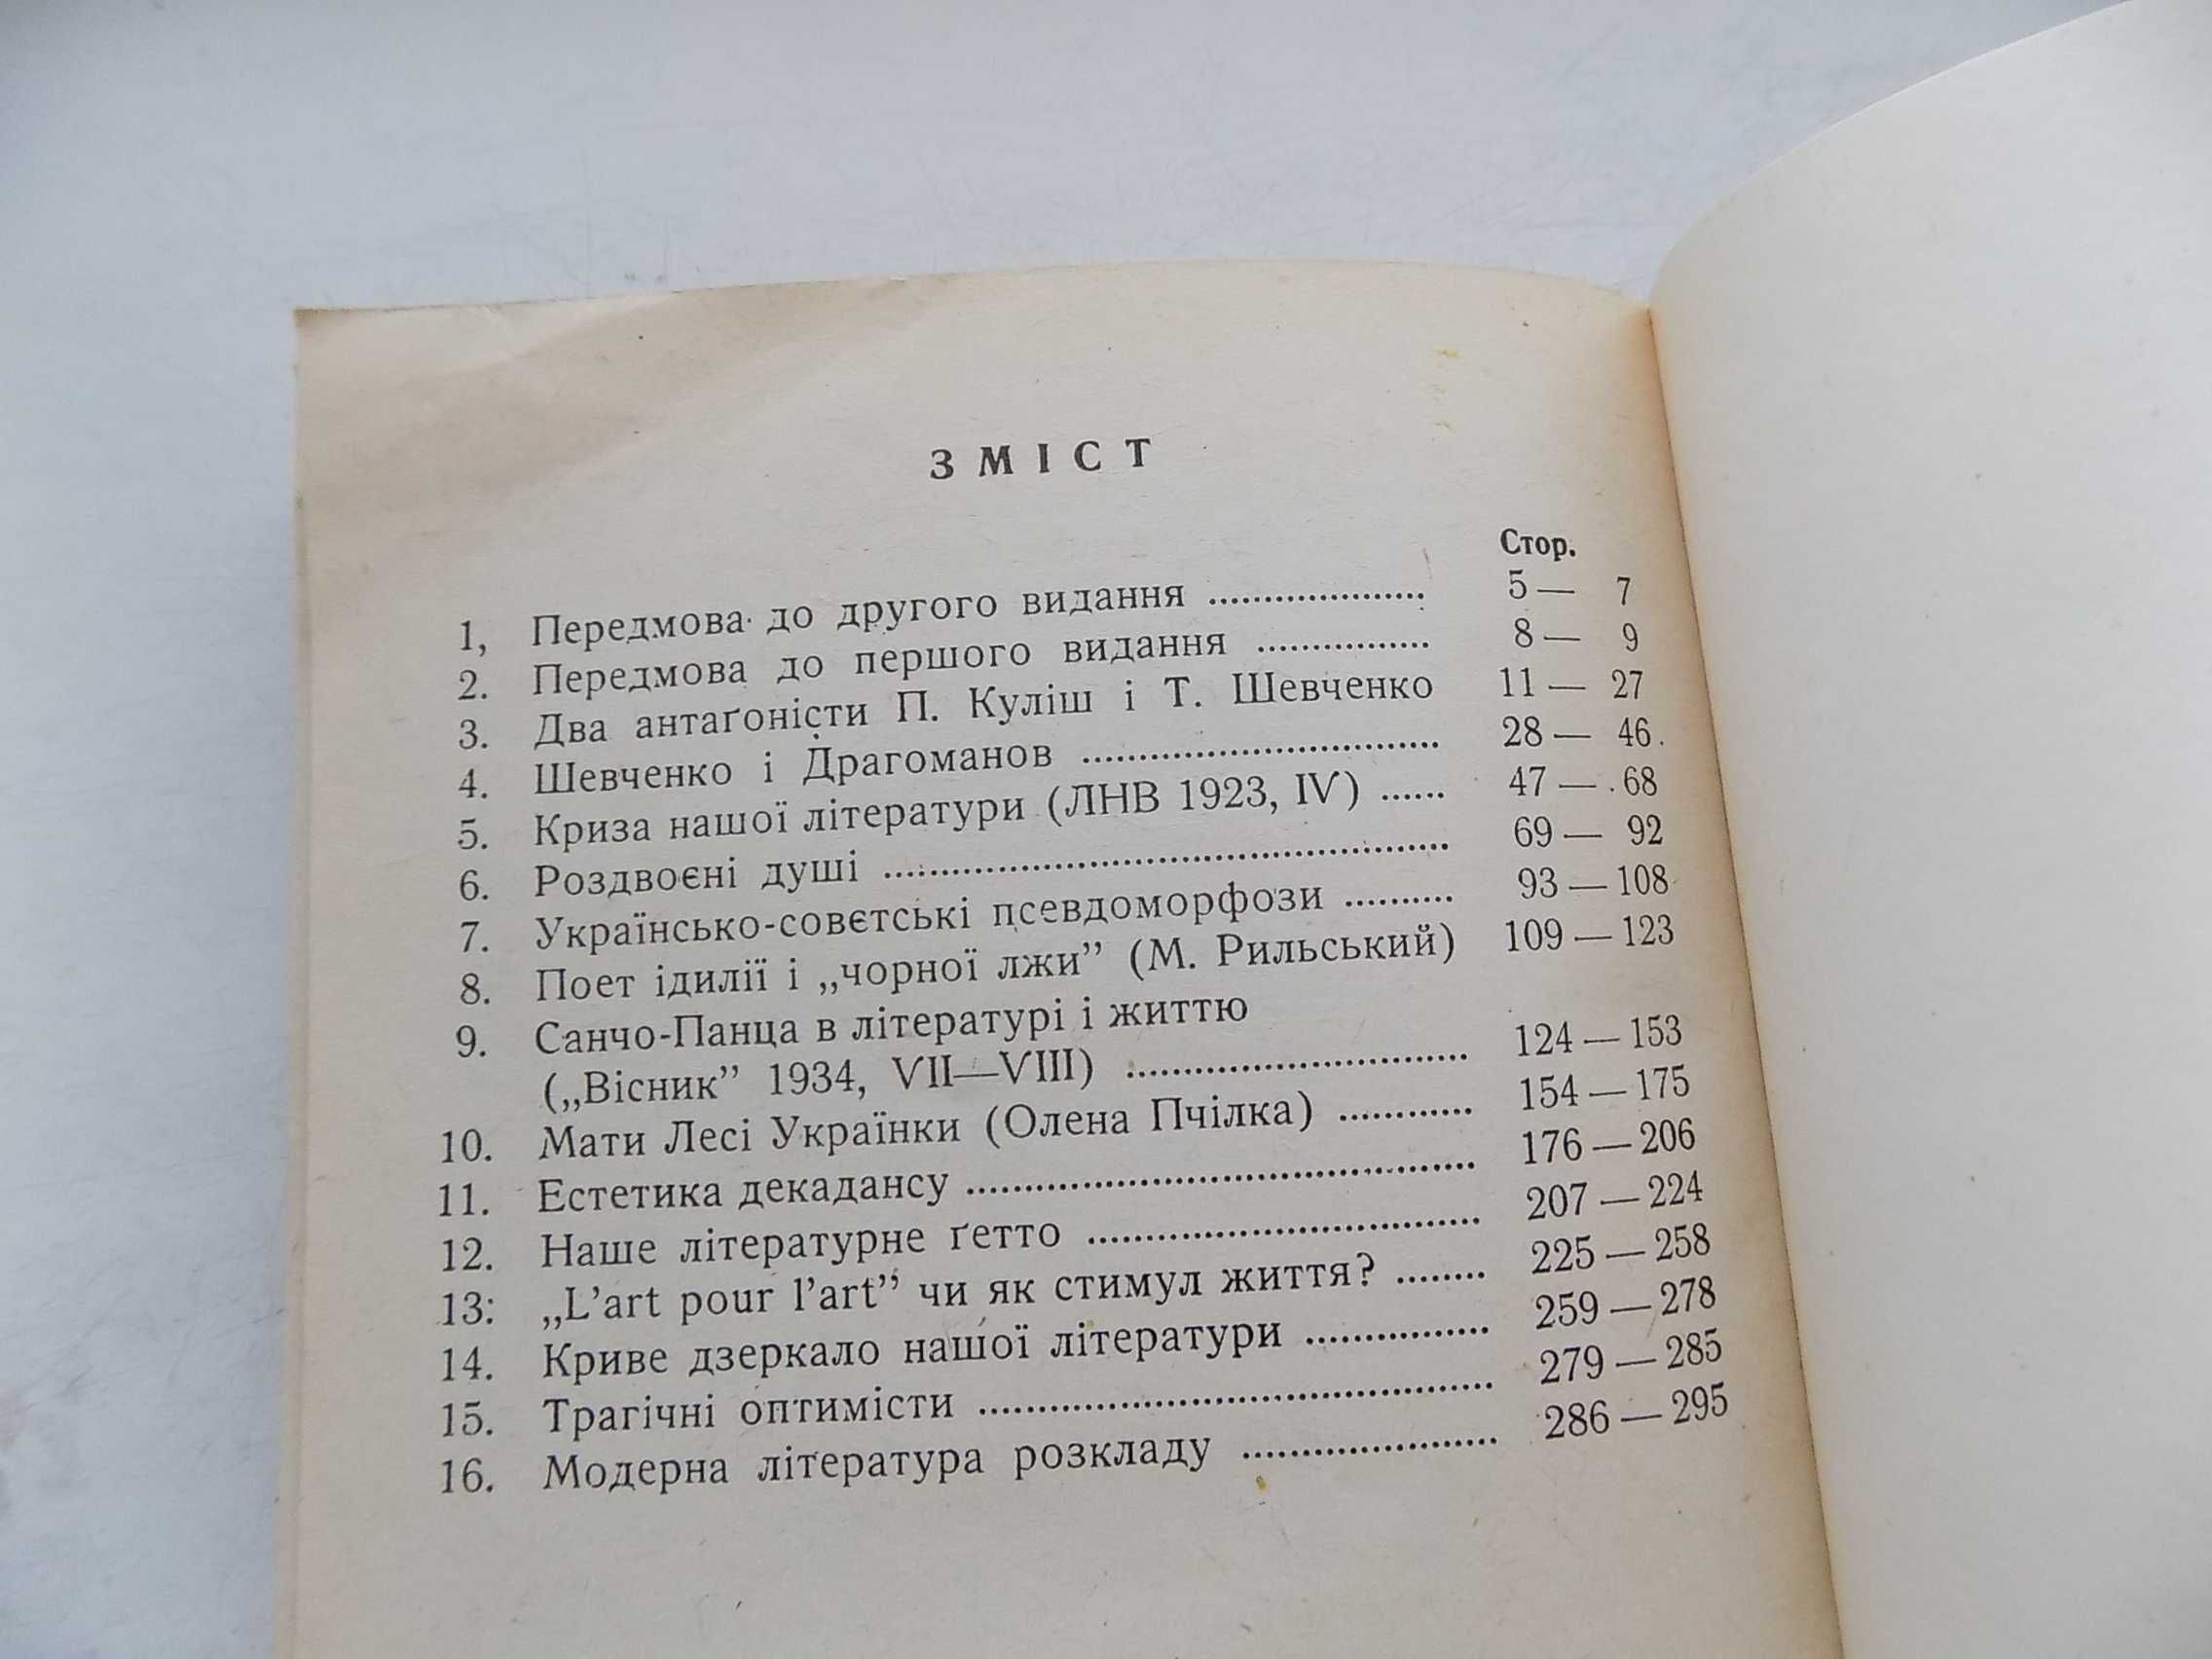 ЗМІСТ
Стор.
1, Передмова до другого видання .................... 5 — 7
2. Передмова до першого видання ................ 8 — 9
3. Два антаґоністи П. Куліш і Т. Шевченко 11 — 27
4. Шевченко і Драгоманов ................................. 28 — 46
5. Криза нашої літератури (ЛНВ 1923, IV) ...... 47 — 68
6. Роздвоєні душі .................................................. 69 — 92
7. Українсько-совєтські псевдоморфози .......... 93 — 108
8. Поет ідилії і „чорної лжи” (М. Рильський) 109 — 123
9. Санчо-Панца в літературі і життю
(„Вісник” 1934, VII—VIII) .............................. 124 — 153
10. Мати Лесі Українки (Олена Пчілка) ............ 154 — 175
11. Естетика декадансу ............................................ 176 — 206
12. Наше літературне ґетто .................................. 207 — 224
13: „L’art pour l’art” чи як стимул життя? ........ 225 — 258
14. Криве дзеркало нашої літератури ................ 259 — 278
15. Трагічні оптимісти ............................................ 279 — 285
16. Модерна література розкладу ...................... 286 — 295